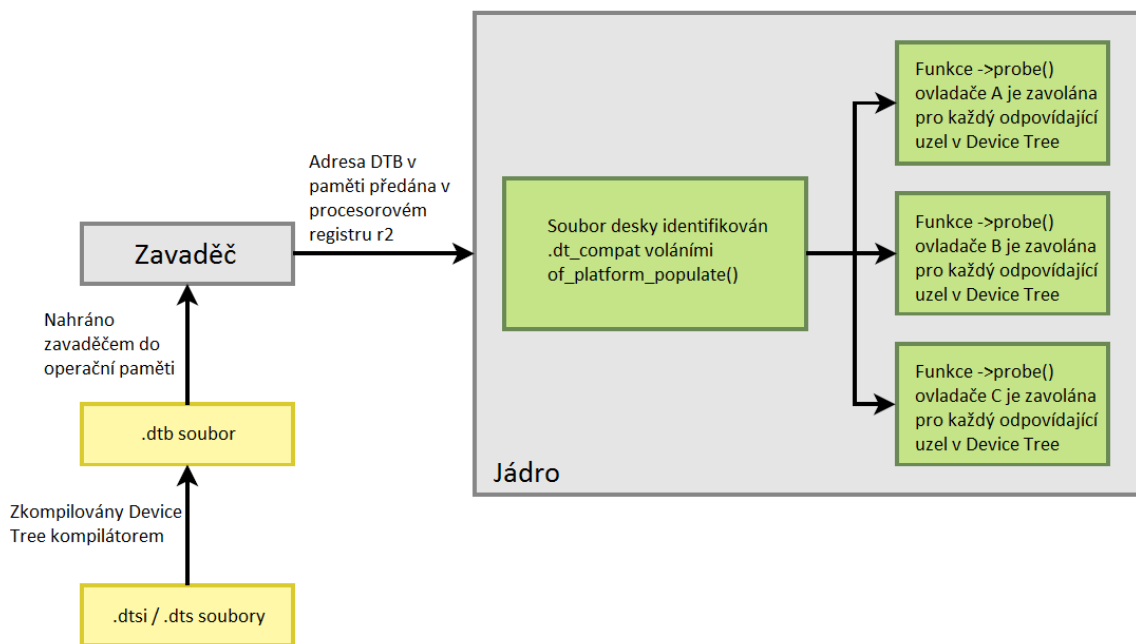 Funkce ->probe()
ovladače A je zavolána
pro každý odpovídající
uzel v Device Tree
Adresa DTB v
paměti předána v
procesorovém
registru r2
Soubor desky identifikován
.dt_compat voláními
of_platform_populate()
Funkce ->probe()
ovladače B je zavolána
pro každý odpovídající
uzel v Device Tree
Zavaděč
Nahráno
zavaděčem do
operační paměti
Funkce ->probe()
ovladače C je zavolána
pro každý odpovídající
uzel v Device Tree
.dtb soubor
Jádro
Zkompilovány Device
Tree kompilátorem
.dtsi / .dts soubory